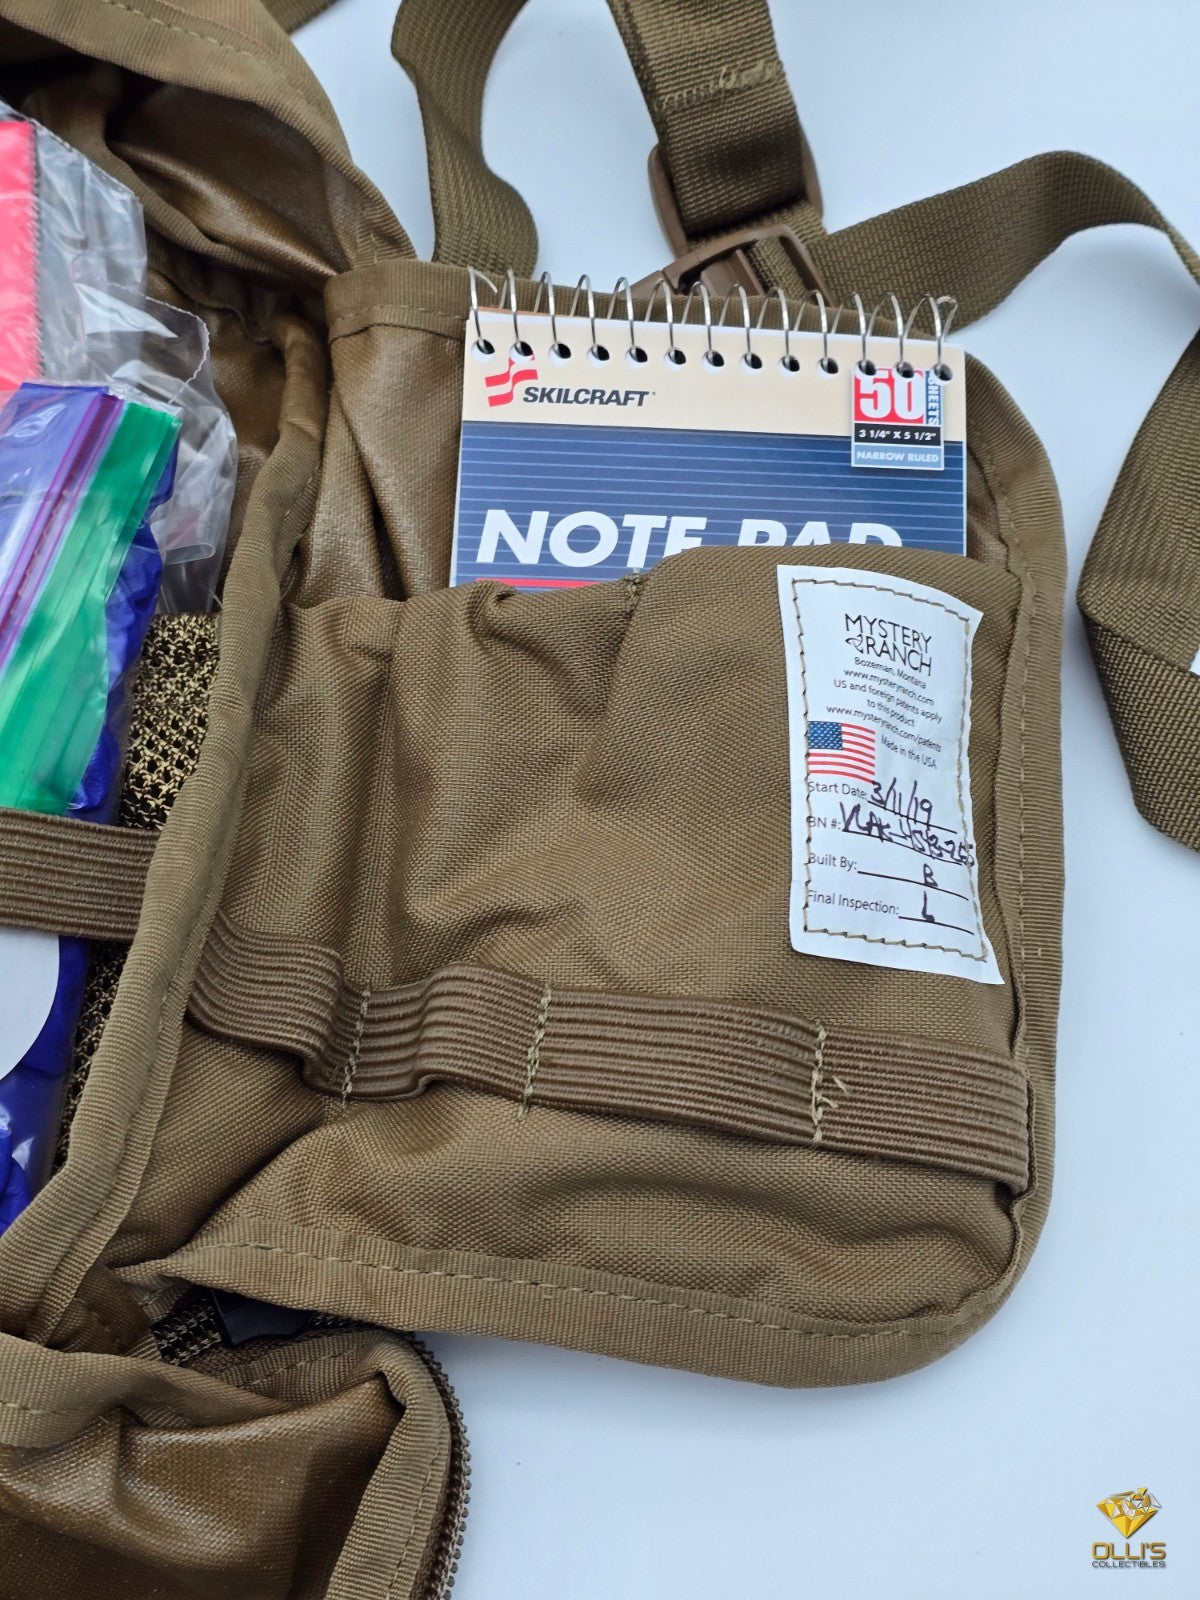 SKILCRAFT®
50 SHEETS
3 1/4" X 5 1/2"
NARROW RULED
NOTE PAD
MYSTERY
RANCH
Bozeman, Montana
www.mysteryranch.com
US and foreign patents apply
to this product
www.mysteryranch.com/patents
Made in the USA
Start Date: 3/11/19
BN #:
Built By: B
Final Inspection: L
OLLI'S
COLLECTIBLES